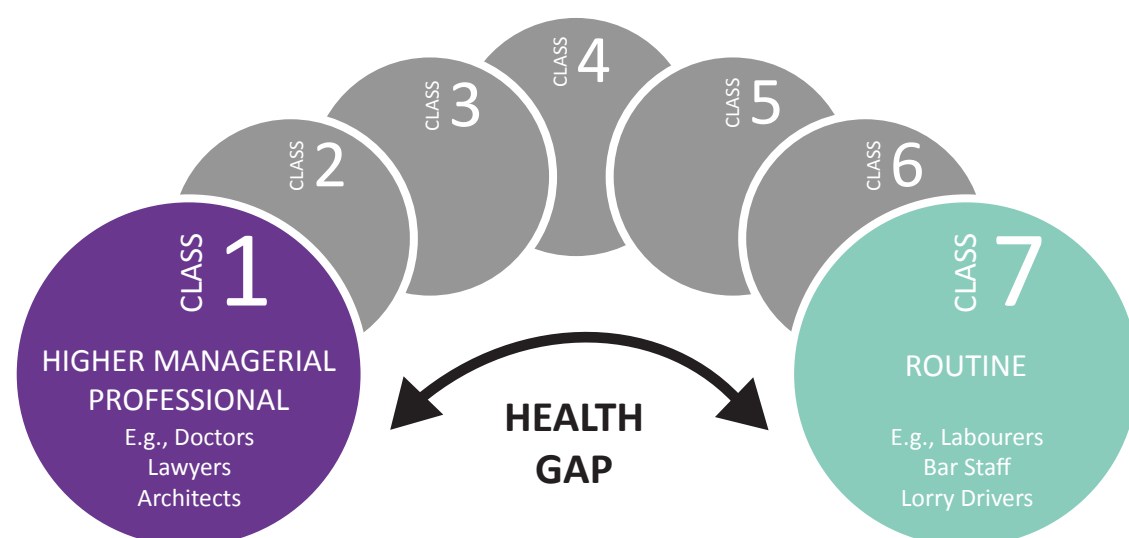 CLASS 1
HIGHER MANAGERIAL
PROFESSIONAL
E.g., Doctors
Lawyers
Architects
CLASS 2
CLASS 3
CLASS 4
CLASS 5
CLASS 6
CLASS 7
ROUTINE
E.g., Labourers
Bar Staff
Lorry Drivers
HEALTH
GAP